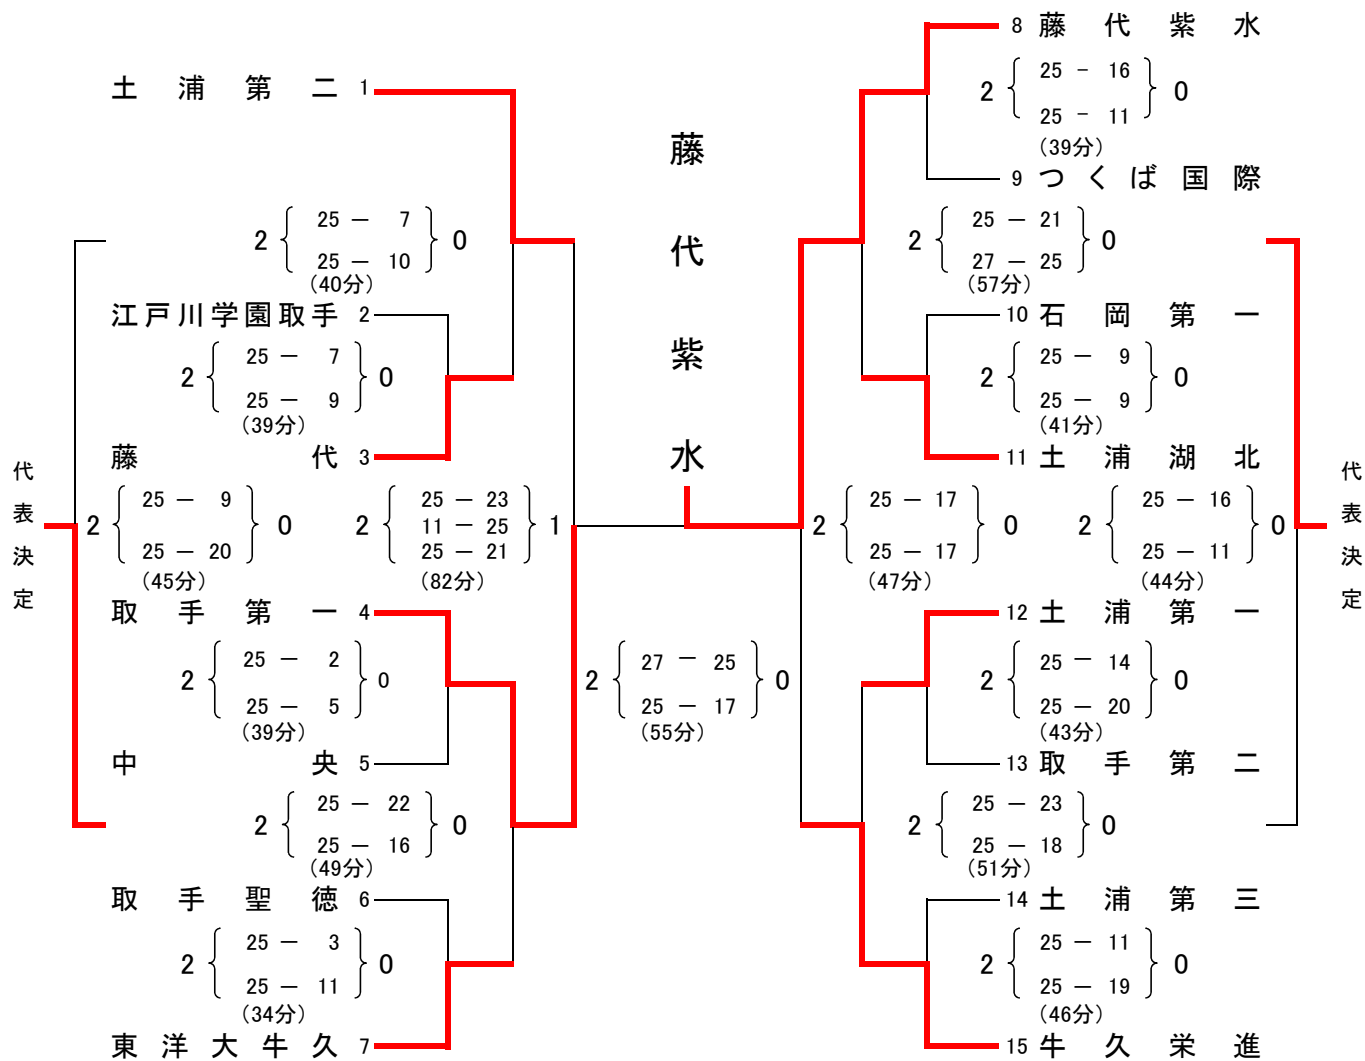 土浦第二 1
2 25 － 7 0
25 － 10
(40分)
江戸川学園取手 2
2 25 － 7 0
25 － 9
(39分)
藤代 3
代表決定
2 25 － 9 0
25 － 20
(45分)
2 25 － 23 1
11 － 25
25 － 21
(82分)
取手第一 4
2 25 － 2 0
25 － 5
(39分)
中央 5
2 25 － 22 0
25 － 16
(49分)
取手聖徳 6
2 25 － 3 0
25 － 11
(34分)
東洋大牛久 7
藤代紫水
2 27 － 25 0
25 － 17
(55分)
8 藤代紫水
2 25 － 16 0
25 － 11
(39分)
9 つくば国際
2 25 － 21 0
27 － 25
(57分)
10 石岡第一
2 25 － 9 0
25 － 9
(41分)
11 土浦湖北
2 25 － 17 0
25 － 17
(47分)
2 25 － 16 0
25 － 11
(44分)
代表決定
12 土浦第一
2 25 － 14 0
25 － 20
(43分)
13 取手第二
2 25 － 23 0
25 － 18
(51分)
14 土浦第三
2 25 － 11 0
25 － 19
(46分)
15 牛久栄進